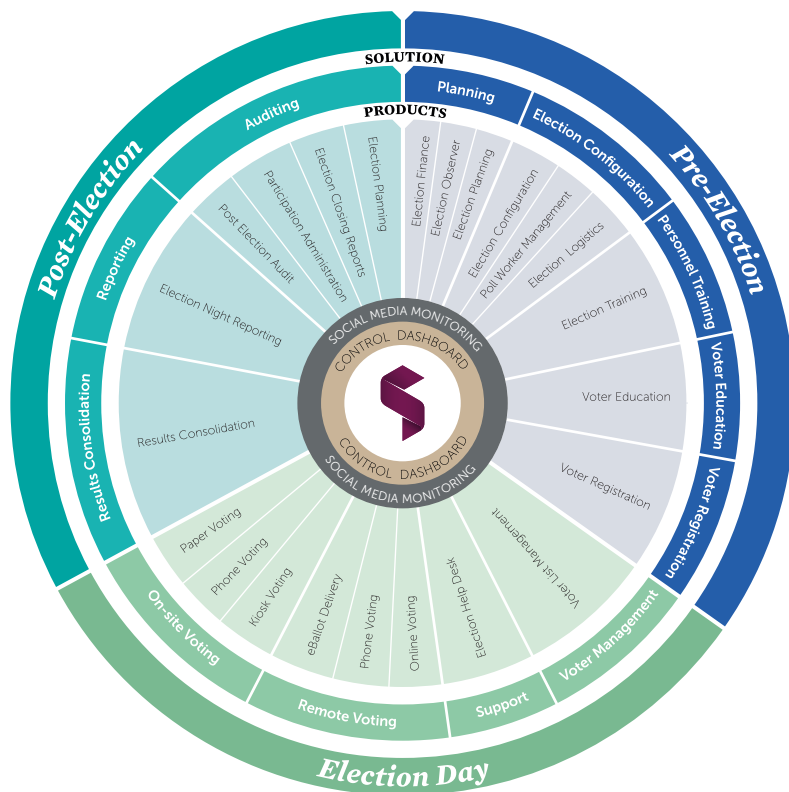 SOLUTION
PRODUCTS
Pre-Election
Planning
Election Finance
Election Observer
Election Planning
Election Configuration
Election Configuration
Poll Worker Management
Election Logistics
Personnel Training
Election Training
Voter Education
Voter Education
Voter Registration
Voter Registration
Election Day
Voter Management
Voter List Management
Support
Election Help Desk
Remote Voting
Online Voting
Phone Voting
eBallot Delivery
On-site Voting
Kiosk Voting
Phone Voting
Paper Voting
Post-Election
Results Consolidation
Results Consolidation
Reporting
Election Night Reporting
Auditing
Post Election Audit
Participation Administration
Election Closing Reports
Election Planning
SOCIAL MEDIA MONITORING
CONTROL DASHBOARD
CONTROL DASHBOARD
SOCIAL MEDIA MONITORING